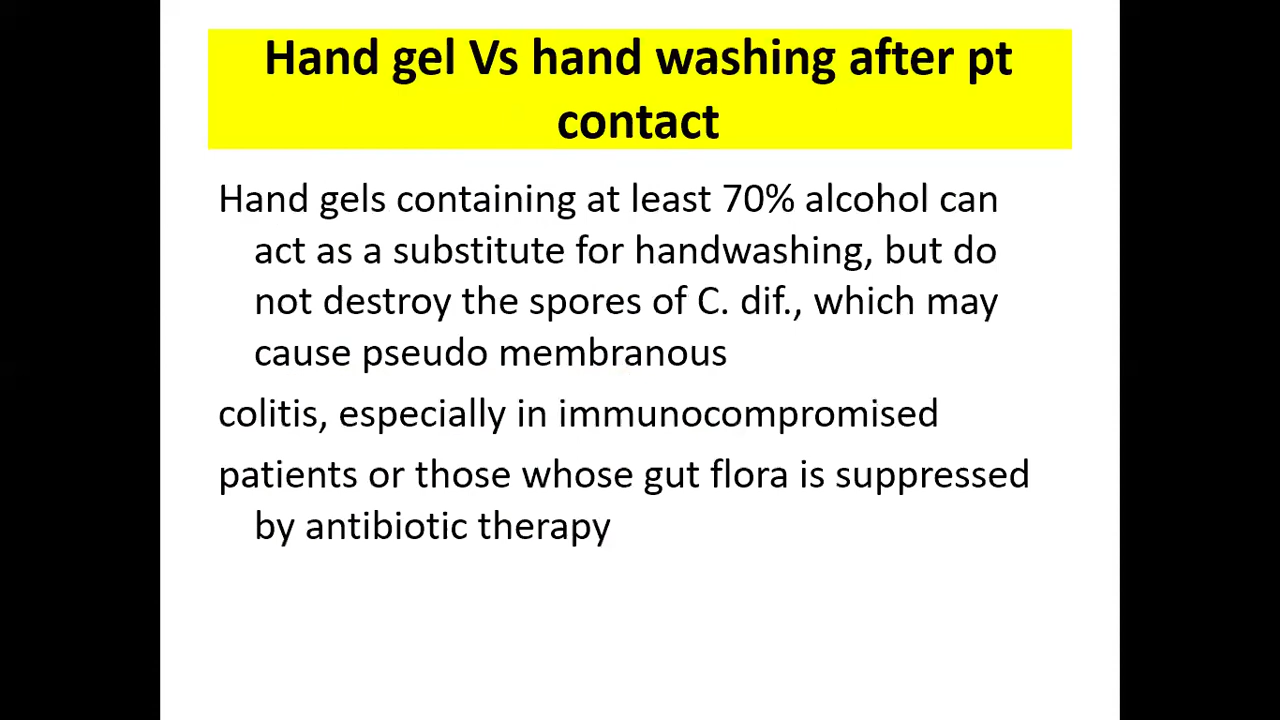 Hand gel Vs hand washing after pt
contact
Hand gels containing at least 70% alcohol can
act as a substitute for handwashing, but do
not destroy the spores of C. dif., which may
cause pseudo membranous
colitis, especially in immunocompromised
patients or those whose gut flora is suppressed
by antibiotic therapy